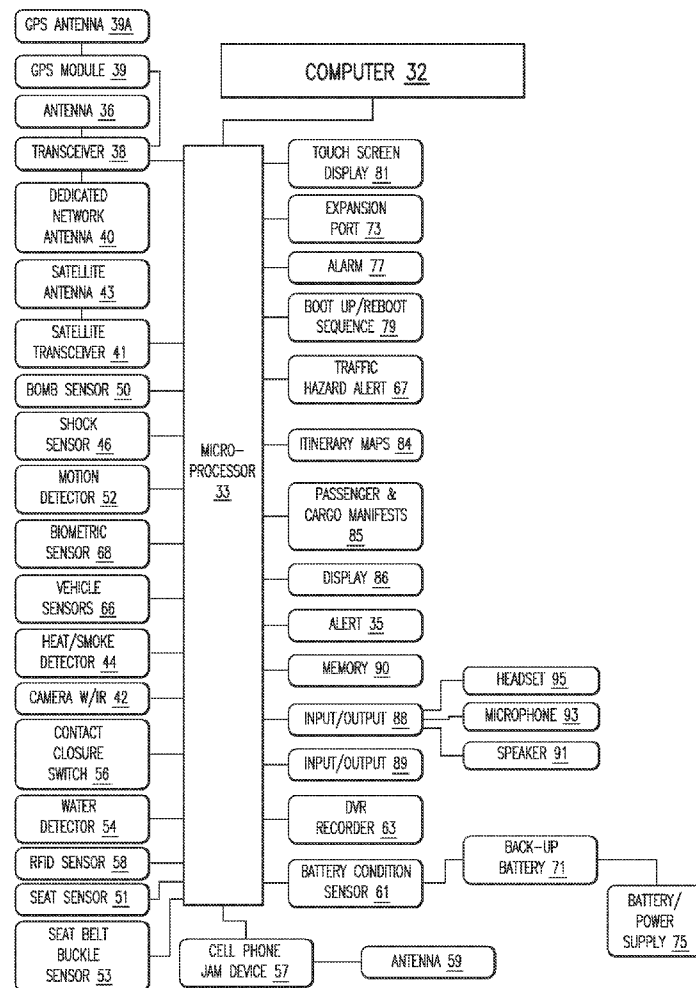 GPS ANTENNA 39A
GPS MODULE 39
ANTENNA 36
TRANSCEIVER 38
DEDICATED
NETWORK
ANTENNA 40
SATELLITE
ANTENNA 43
SATELLITE
TRANSCEIVER 41
BOMB SENSOR 50
SHOCK
SENSOR 46
MOTION
DETECTOR 52
BIOMETRIC
SENSOR 68
VEHICLE
SENSORS 66
HEAT/SMOKE
DETECTOR 44
CAMERA W/IR 42
CONTACT
CLOSURE
SWITCH 56
WATER
DETECTOR 54
RFID SENSOR 58
SEAT SENSOR 51
SEAT BELT
BUCKLE
SENSOR 53
COMPUTER 32
MICRO-
PROCESSOR
33
TOUCH SCREEN
DISPLAY 81
EXPANSION
PORT 73
ALARM 77
BOOT UP/REBOOT
SEQUENCE 79
TRAFFIC
HAZARD ALERT 67
ITINERARY MAPS 84
PASSENGER &
CARGO MANIFESTS
85
DISPLAY 86
ALERT 35
MEMORY 90
INPUT/OUTPUT 88
INPUT/OUTPUT 89
DVR
RECORDER 63
BATTERY CONDITION
SENSOR 61
CELL PHONE
JAM DEVICE 57
HEADSET 95
MICROPHONE 93
SPEAKER 91
BACK-UP
BATTERY 71
BATTERY/
POWER
SUPPLY 75
ANTENNA 59